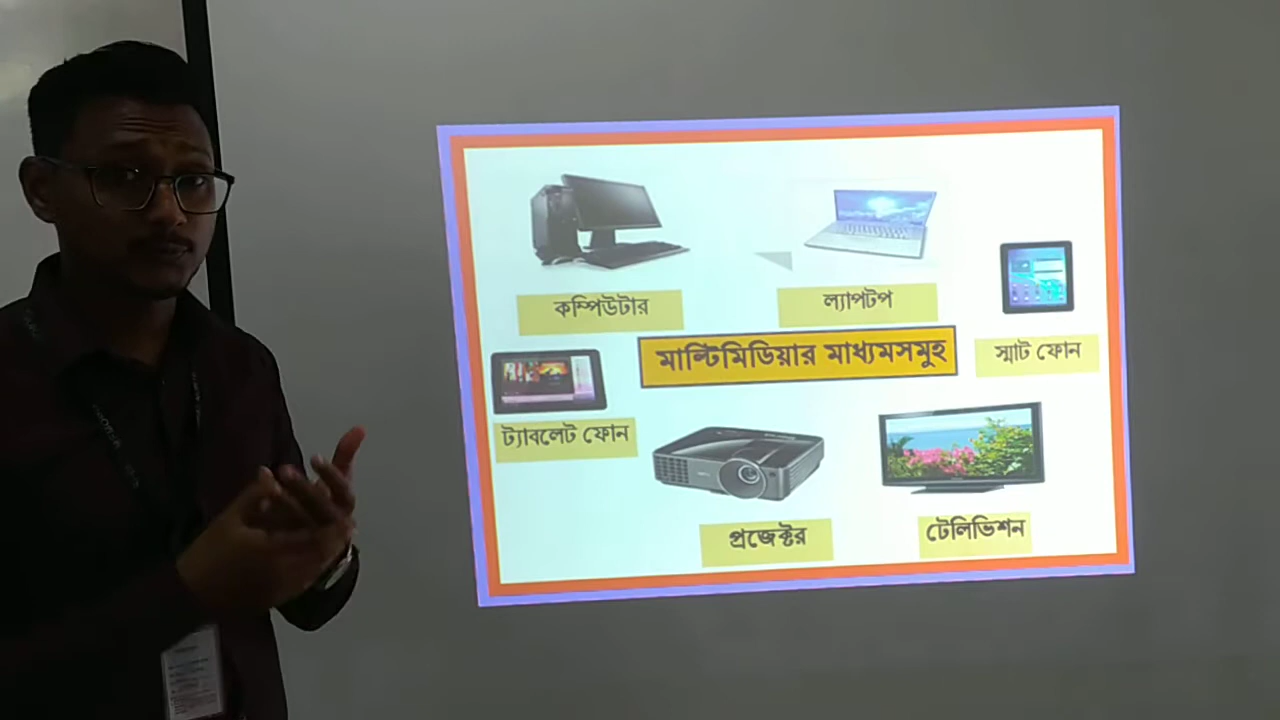 কম্পিউটার
ল্যাপটপ
মাল্টিমিডিয়ার মাধ্যমসমুহ
স্মাট ফোন
ট্যাবলেট ফোন
প্রজেক্টর
টেলিভিশন